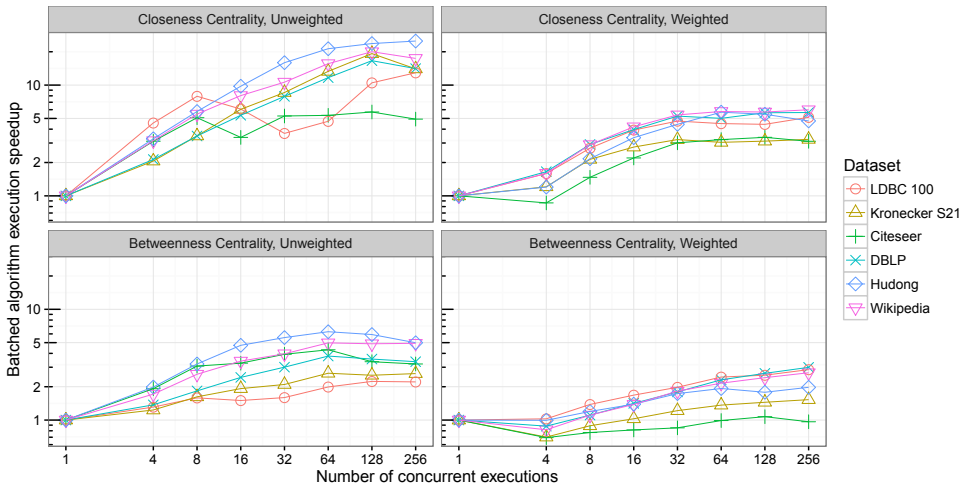 Closeness Centrality, Unweighted
Closeness Centrality, Weighted
10
5
2
1
Betweenness Centrality, Unweighted
Betweenness Centrality, Weighted
10
5
2
1
1 4 8 16 32 64 128 256
1 4 8 16 32 64 128 256
Number of concurrent executions
Batched algorithm execution speedup
Dataset
LDBC 100
Kronecker S21
Citeseer
DBLP
Hudong
Wikipedia